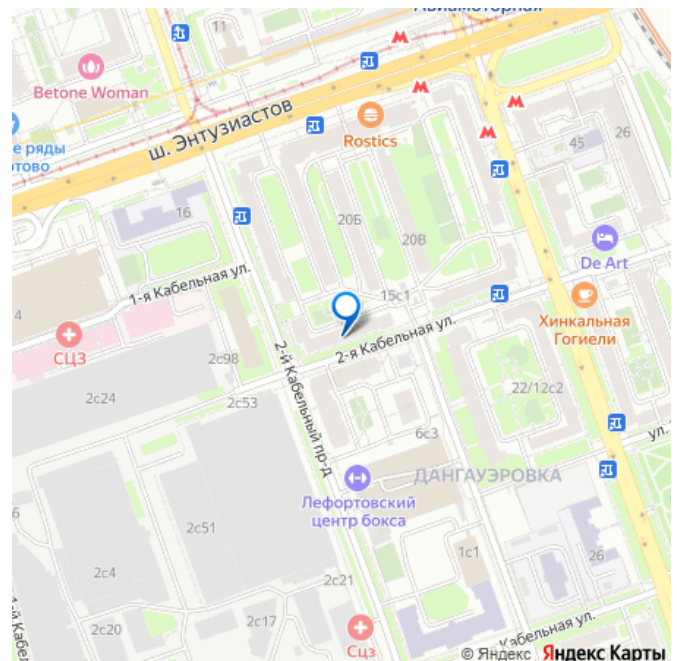 Авиамоторная
11
Betone Woman
ш. Энтузиастов
Rostics
е ряды
ртово
45
26
16
20Б
20В
De Art
1-я Кабельная ул.
15с1
4
Хинкальная
Гогиели
СЦЗ
2-я Кабельная ул.
2с98
2-й Кабельный пр-д
2с24
2с53
22/12с2
ул.
6с3
ДАНГАУЭРОВКА
Лефортовский
центр бокса
6
2с51
1с1
26
2с4
2с21
-й Кабел
2с20
2с17
Кабельная ул.
Сцз
© Яндекс Яндекс Карты